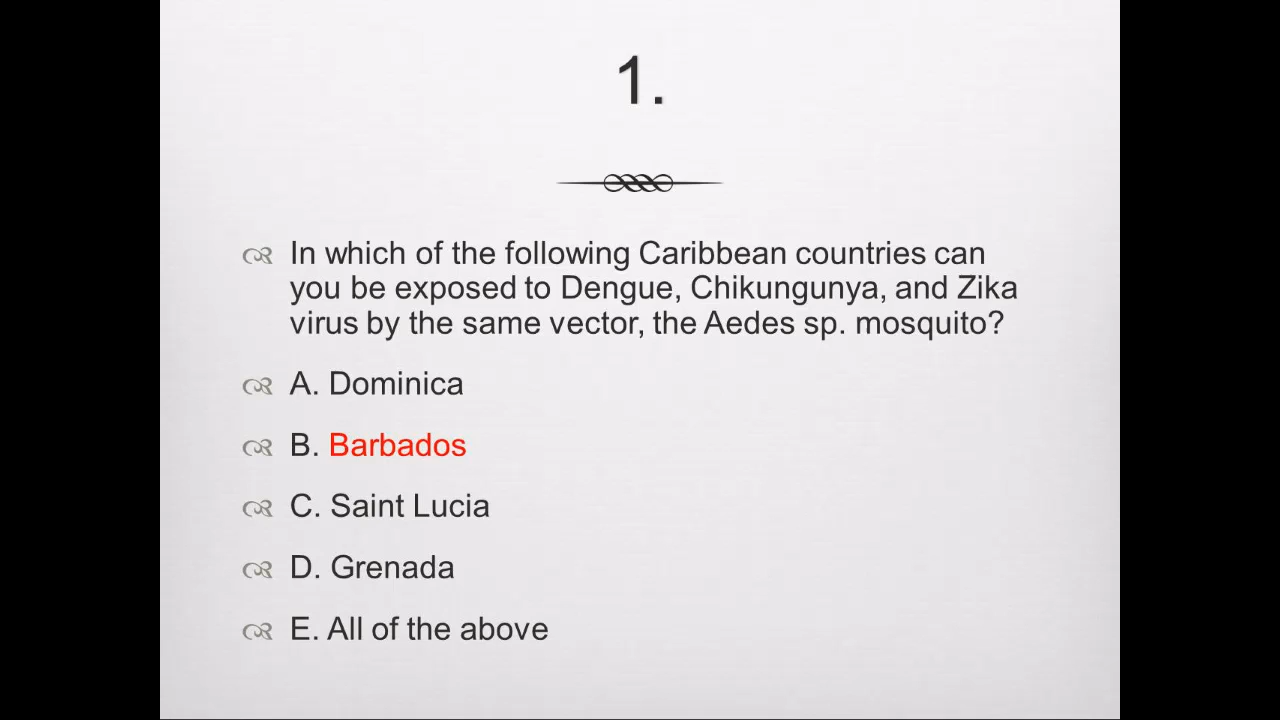 1.
In which of the following Caribbean countries can
you be exposed to Dengue, Chikungunya, and Zika
virus by the same vector, the Aedes sp. mosquito?
A. Dominica
B. Barbados
C. Saint Lucia
D. Grenada
E. All of the above